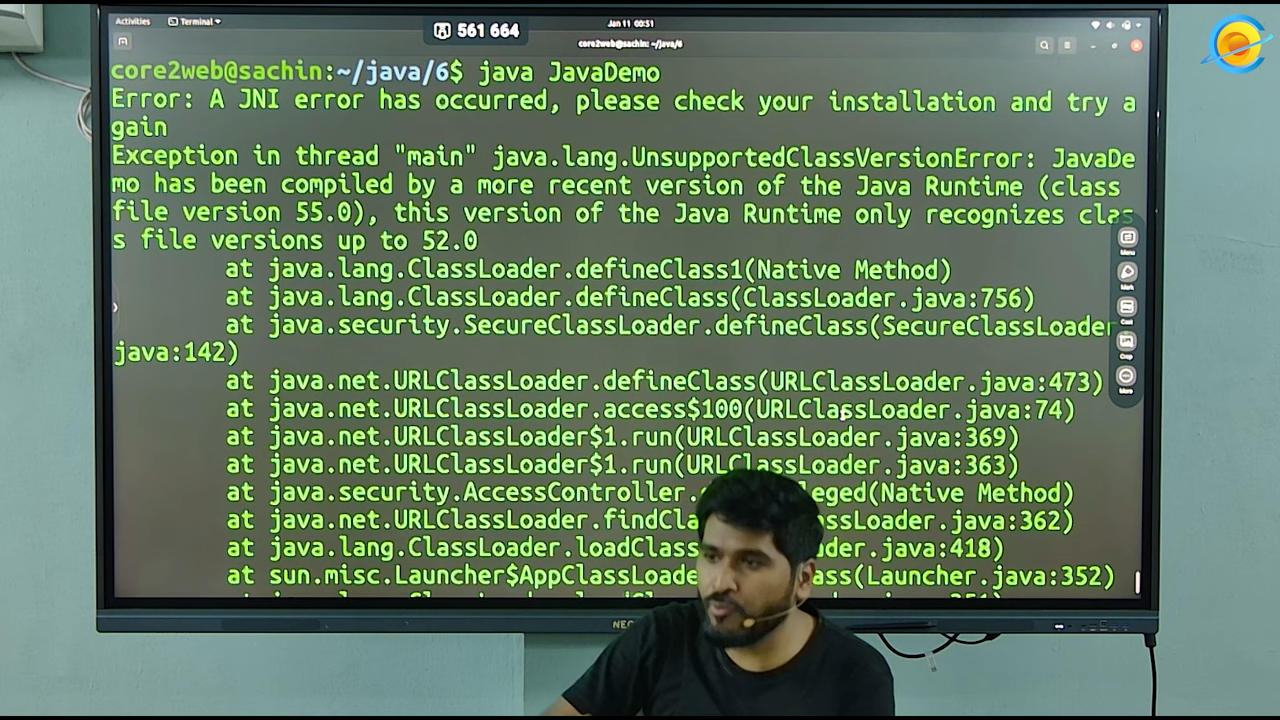 Activities Terminal
561 664
Jan 11 00:51
core2web@sachin: ~/java/6
core2web@sachin:~/java/6$ java JavaDemo
Error: A JNI error has occurred, please check your installation and try a
gain
Exception in thread "main" java.lang.UnsupportedClassVersionError: JavaDe
mo has been compiled by a more recent version of the Java Runtime (class
file version 55.0), this version of the Java Runtime only recognizes clas
s file versions up to 52.0
at java.lang.ClassLoader.defineClass1(Native Method)
at java.lang.ClassLoader.defineClass(ClassLoader.java:756)
at java.security.SecureClassLoader.defineClass(SecureClassLoader
java:142)
at java.net.URLClassLoader.defineClass(URLClassLoader.java:473)
at java.net.URLClassLoader.access$100(URLClassLoader.java:74)
at java.net.URLClassLoader$1.run(URLClassLoader.java:369)
at java.net.URLClassLoader$1.run(URLClassLoader.java:363)
at java.security.AccessController. leged(Native Method)
at java.net.URLClassLoader.findCla ssLoader.java:362)
at java.lang.ClassLoader.loadClass der.java:418)
at sun.misc.Launcher$AppClassLoade ass(Launcher.java:352)
Menu
Mark
Cast
Crop
More